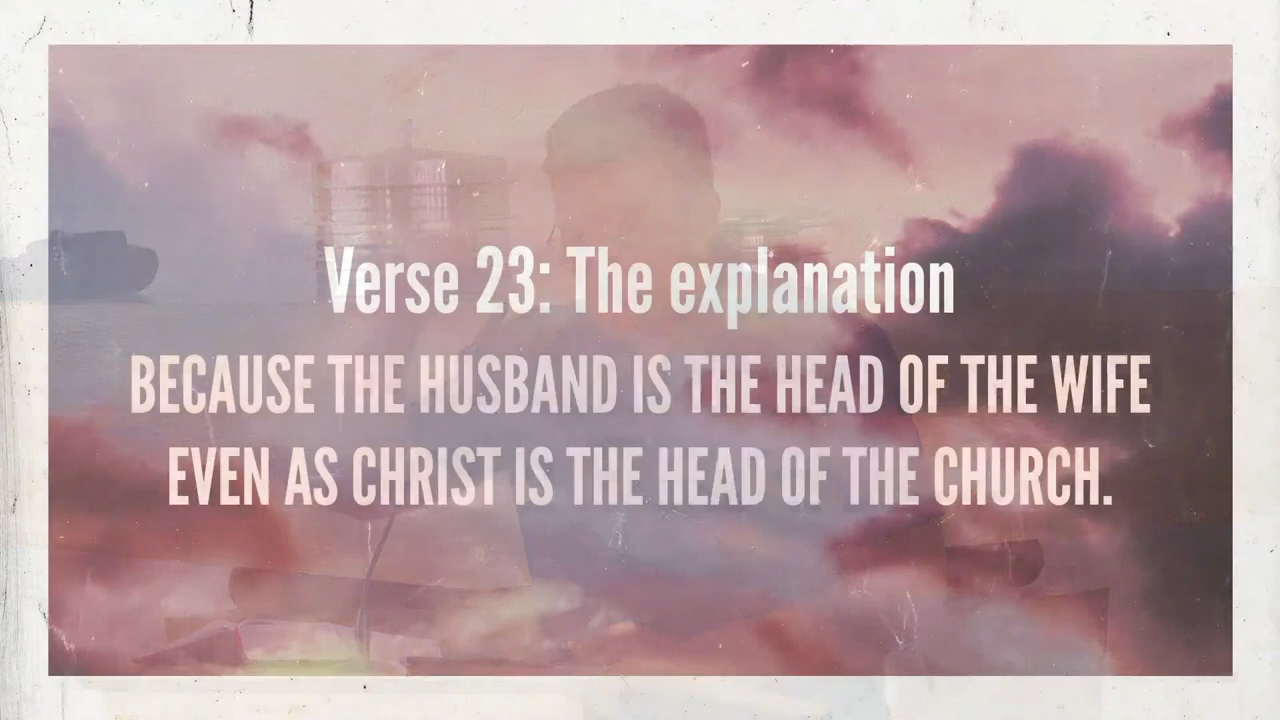 Verse 23: The explanation
BECAUSE THE HUSBAND IS THE HEAD OF THE WIFE
EVEN AS CHRIST IS THE HEAD OF THE CHURCH.